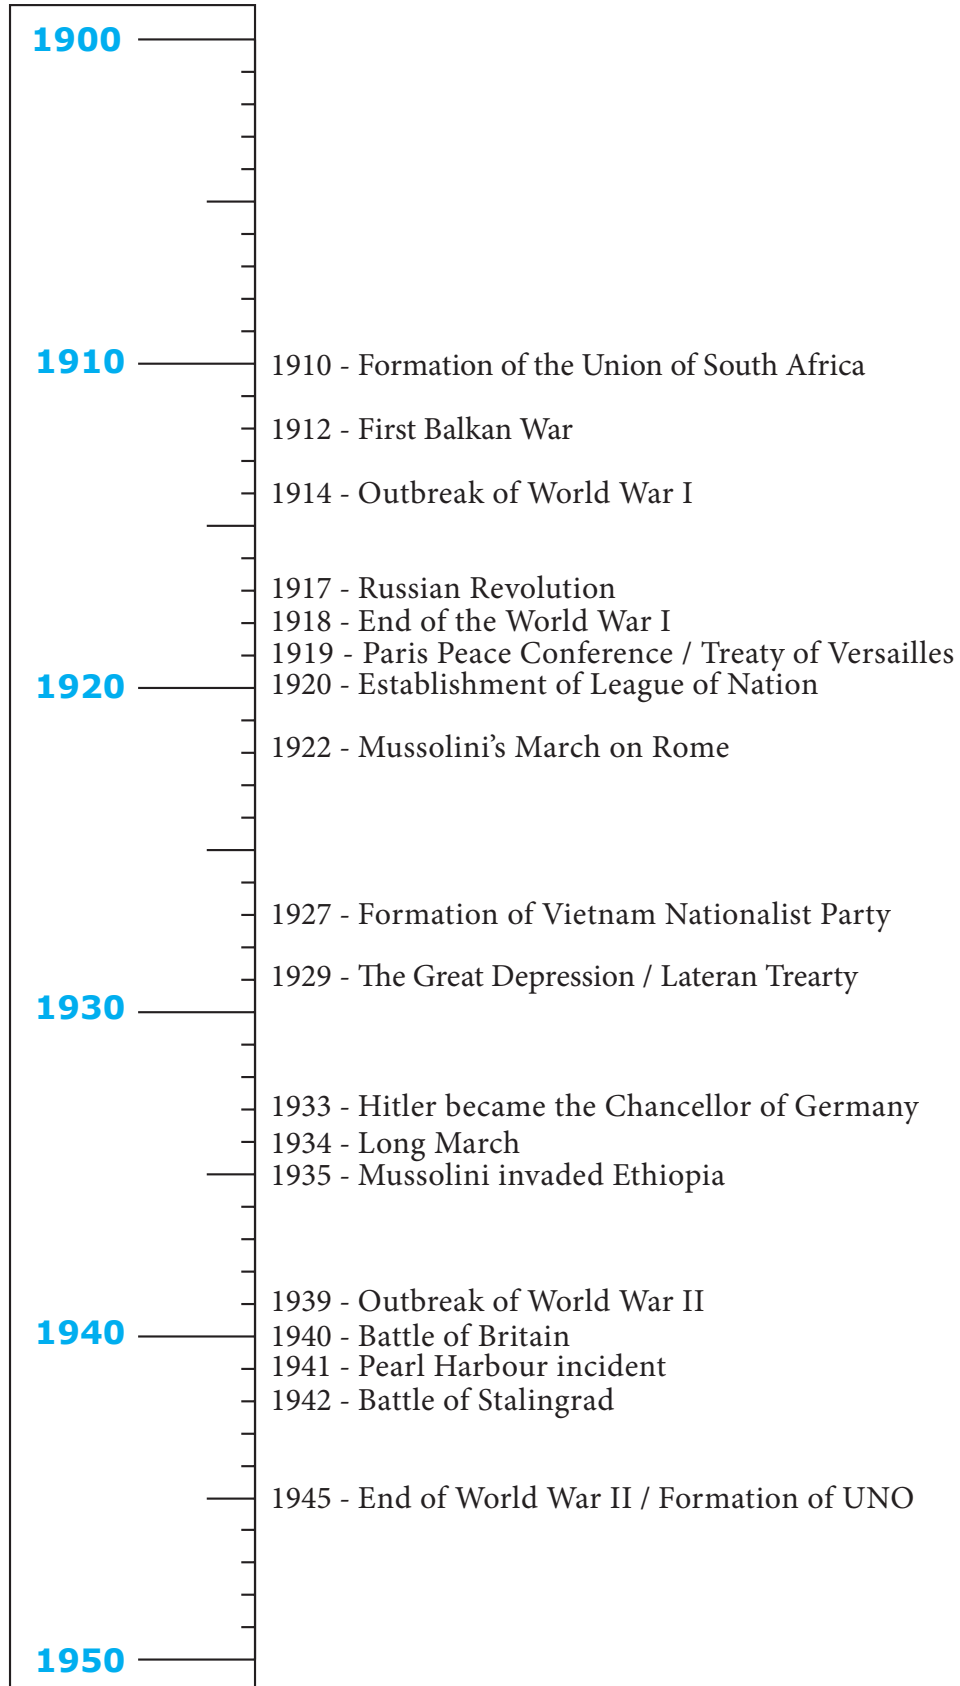 1900
1910
1910 - Formation of the Union of South Africa
1912 - First Balkan War
1914 - Outbreak of World War I
1917 - Russian Revolution
1918 - End of the World War I
1919 - Paris Peace Conference / Treaty of Versailles
1920
1920 - Establishment of League of Nation
1922 - Mussolini’s March on Rome
1927 - Formation of Vietnam Nationalist Party
1929 - The Great Depression / Lateran Trearty
1930
1933 - Hitler became the Chancellor of Germany
1934 - Long March
1935 - Mussolini invaded Ethiopia
1939 - Outbreak of World War II
1940
1940 - Battle of Britain
1941 - Pearl Harbour incident
1942 - Battle of Stalingrad
1945 - End of World War II / Formation of UNO
1950